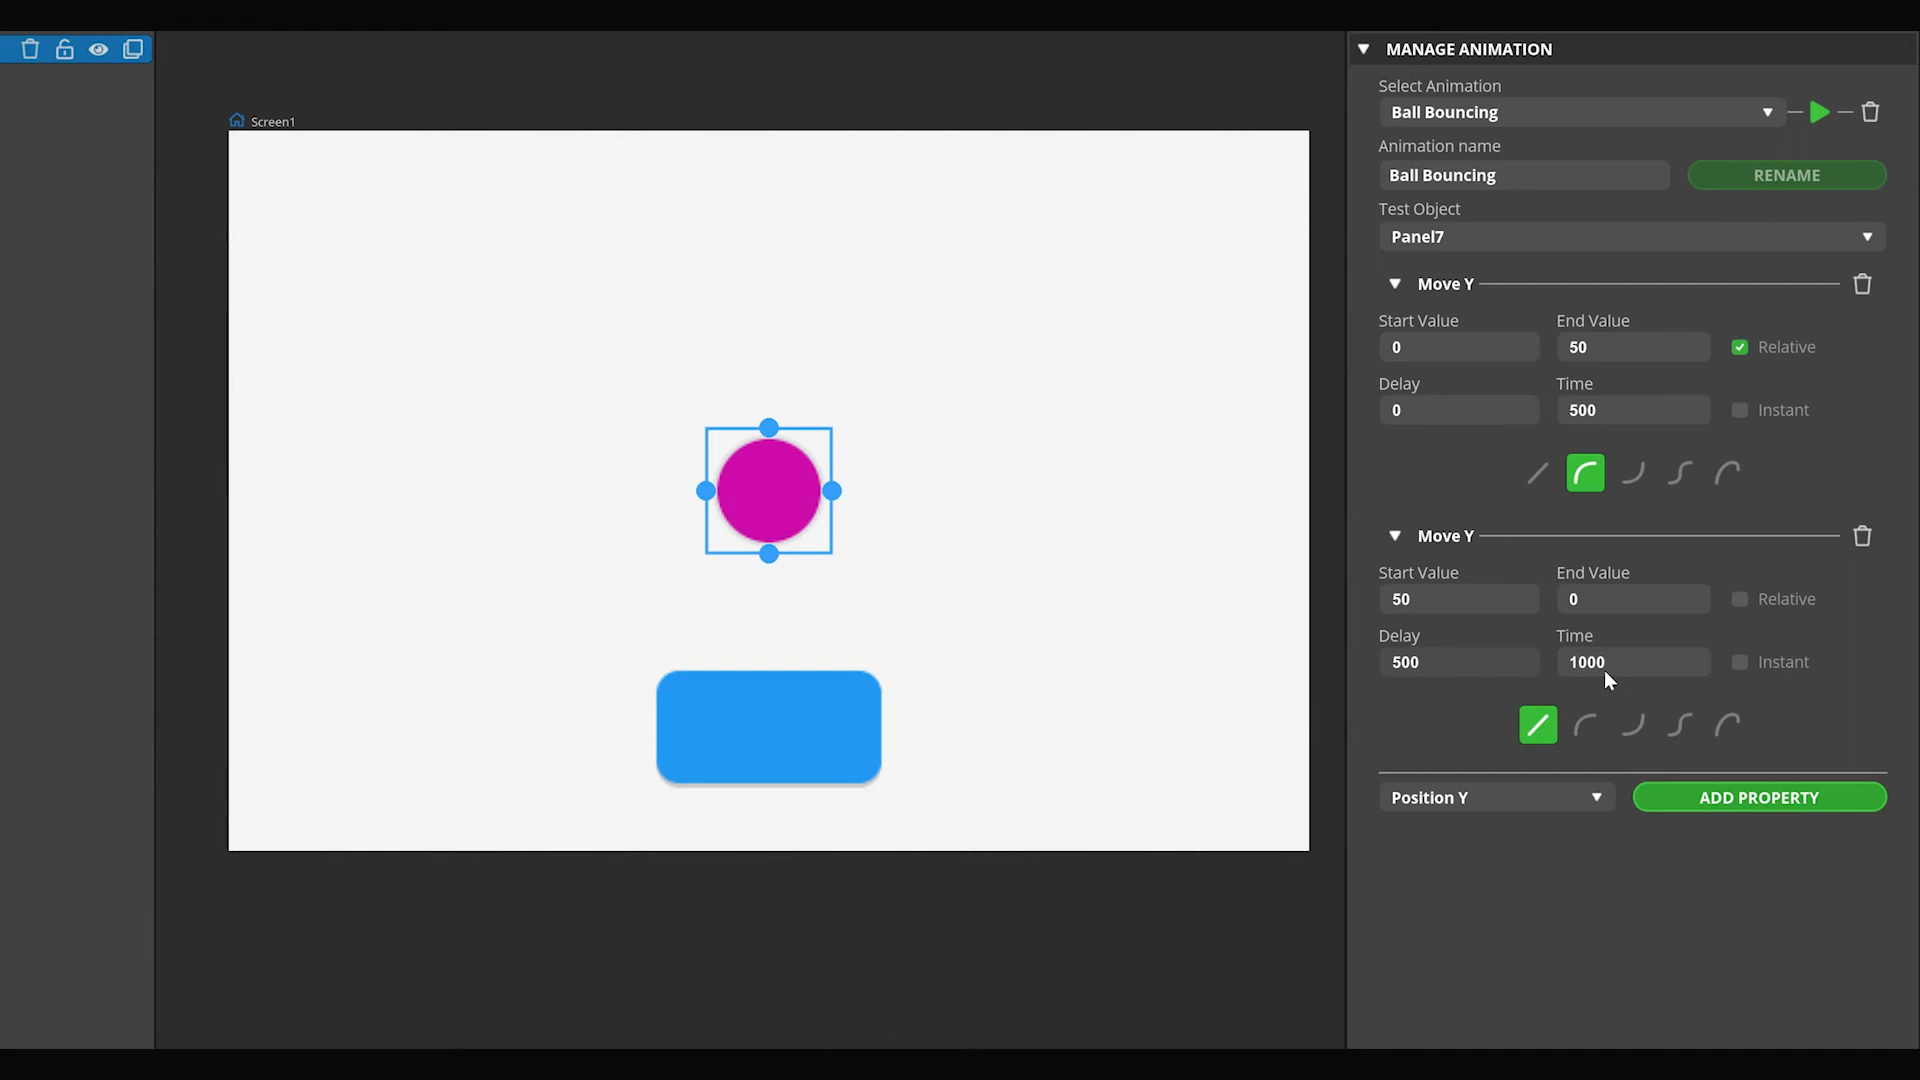 MANAGE ANIMATION
Select Animation
Screen1
Ball Bouncing
Animation name
Ball Bouncing RENAME
Test Object
Panel7
Move Y
Start Value End Value
0 50 Relative
Delay Time
0 500 Instant
Move Y
Start Value End Value
50 0 Relative
Delay Time
500 1000 Instant
Position Y ADD PROPERTY